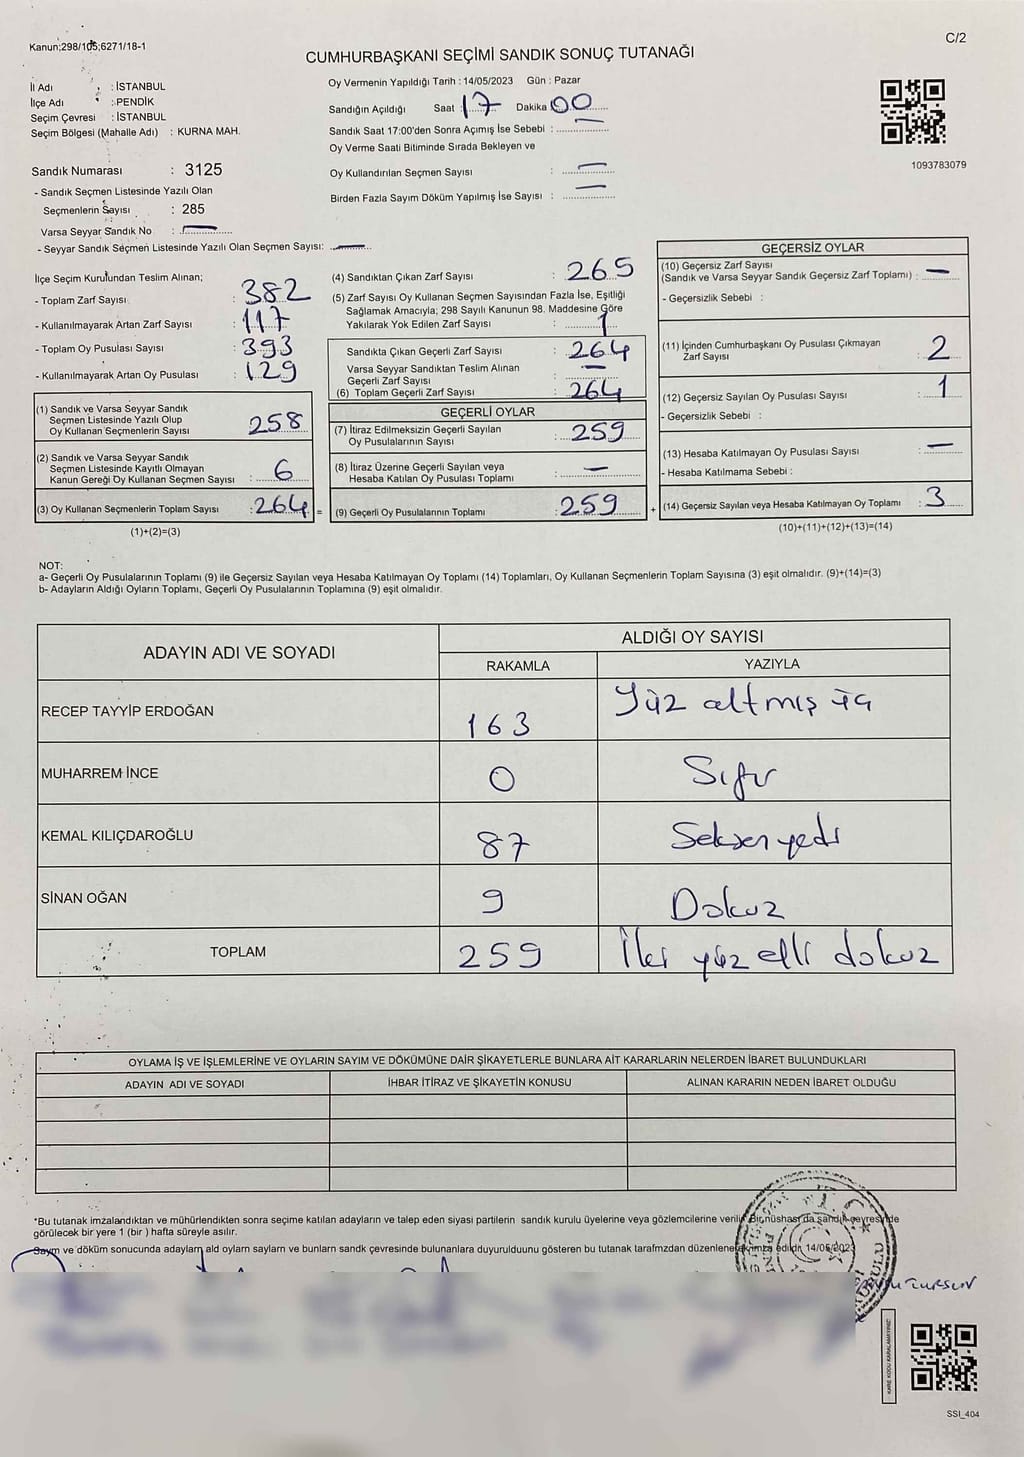 Kanun;298/105;6271/18-1
C/2
CUMHURBAŞKANI SEÇİMİ SANDIK SONUÇ TUTANAĞI
İl Adı : İSTANBUL
İlçe Adı : PENDİK
Seçim Çevresi : İSTANBUL
Seçim Bölgesi (Mahalle Adı) : KURNA MAH.
Sandık Numarası : 3125
- Sandık Seçmen Listesinde Yazılı Olan
Seçmenlerin Sayısı : 285
Varsa Seyyar Sandık No : —
- Seyyar Sandık Seçmen Listesinde Yazılı Olan Seçmen Sayısı: —
Oy Vermenin Yapıldığı Tarih : 14/05/2023 Gün : Pazar
Sandığın Açıldığı Saat : 17 Dakika 00
Sandık Saat 17:00'den Sonra Açımış İse Sebebi : —
Oy Verme Saati Bitiminde Sırada Bekleyen ve
Oy Kullandırılan Seçmen Sayısı : —
Birden Fazla Sayım Döküm Yapılmış İse Sayısı : —
1093783079
İlçe Seçim Kurulundan Teslim Alınan;
- Toplam Zarf Sayısı : 382
- Kullanılmayarak Artan Zarf Sayısı : 117
- Toplam Oy Pusulası Sayısı : 393
- Kullanılmayarak Artan Oy Pusulası : 129
(1) Sandık ve Varsa Seyyar Sandık
Seçmen Listesinde Yazılı Olup
Oy Kullanan Seçmenlerin Sayısı : 258
(2) Sandık ve Varsa Seyyar Sandık
Seçmen Listesinde Kayıtlı Olmayan
Kanun Gereği Oy Kullanan Seçmen Sayısı : 6
(3) Oy Kullanan Seçmenlerin Toplam Sayısı : 264 =
(1)+(2)=(3)
(4) Sandıktan Çıkan Zarf Sayısı : 265
(5) Zarf Sayısı Oy Kullanan Seçmen Sayısından Fazla İse, Eşitliği
Sağlamak Amacıyla; 298 Sayılı Kanunun 98. Maddesine Göre
Yakılarak Yok Edilen Zarf Sayısı : 1
Sandıkta Çıkan Geçerli Zarf Sayısı : 264
Varsa Seyyar Sandıktan Teslim Alınan
Geçerli Zarf Sayısı : —
(6) Toplam Geçerli Zarf Sayısı : 264
GEÇERLİ OYLAR
(7) İtiraz Edilmeksizin Geçerli Sayılan
Oy Pusulalarının Sayısı : 259
(8) İtiraz Üzerine Geçerli Sayılan veya
Hesaba Katılan Oy Pusulası Toplamı : —
(9) Geçerli Oy Pusulalarının Toplamı : 259 +
GEÇERSİZ OYLAR
(10) Geçersiz Zarf Sayısı
(Sandık ve Varsa Seyyar Sandık Geçersiz Zarf Toplamı) : —
- Geçersizlik Sebebi :
(11) İçinden Cumhurbaşkanı Oy Pusulası Çıkmayan
Zarf Sayısı : 2
(12) Geçersiz Sayılan Oy Pusulası Sayısı : 1
- Geçersizlik Sebebi :
(13) Hesaba Katılmayan Oy Pusulası Sayısı : —
- Hesaba Katılmama Sebebi :
(14) Geçersiz Sayılan veya Hesaba Katılmayan Oy Toplamı : 3
(10)+(11)+(12)+(13)=(14)
NOT:
a- Geçerli Oy Pusulalarının Toplamı (9) ile Geçersiz Sayılan veya Hesaba Katılmayan Oy Toplamı (14) Toplamları, Oy Kullanan Seçmenlerin Toplam Sayısına (3) eşit olmalıdır. (9)+(14)=(3)
b- Adayların Aldığı Oyların Toplamı, Geçerli Oy Pusulalarının Toplamına (9) eşit olmalıdır.
ADAYIN ADI VE SOYADI
ALDIĞI OY SAYISI
RAKAMLA YAZIYLA
RECEP TAYYİP ERDOĞAN 163 Yüz altmış üç
MUHARREM İNCE 0 Sıfır
KEMAL KILIÇDAROĞLU 87 Seksen yedi
SİNAN OĞAN 9 Dokuz
TOPLAM 259 İki yüz elli dokuz
OYLAMA İŞ VE İŞLEMLERİNE VE OYLARIN SAYIM VE DÖKÜMÜNE DAİR ŞİKAYETLERLE BUNLARA AİT KARARLARIN NELERDEN İBARET BULUNDUKLARI
ADAYIN ADI VE SOYADI İHBAR İTİRAZ VE ŞİKAYETİN KONUSU ALINAN KARARIN NEDEN İBARET OLDUĞU
*Bu tutanak imzalandıktan ve mühürlendikten sonra seçime katılan adayların ve talep eden siyasi partilerin sandık kurulu üyelerine veya gözlemcilerine verilir. Bir nüshası da sandık çevresinde
görülecek bir yere 1 (bir) hafta süreyle asılır.
Sayım ve döküm sonucunda adayların ald oyların sayların ve bunların sandk çevresinde bulunanlara duyurulduunu gösteren bu tutanak tarafmzdan düzenlenerek imza edildi. 14/05/2023
KARE KODU KARALAMAYINIZ!
SSI_404